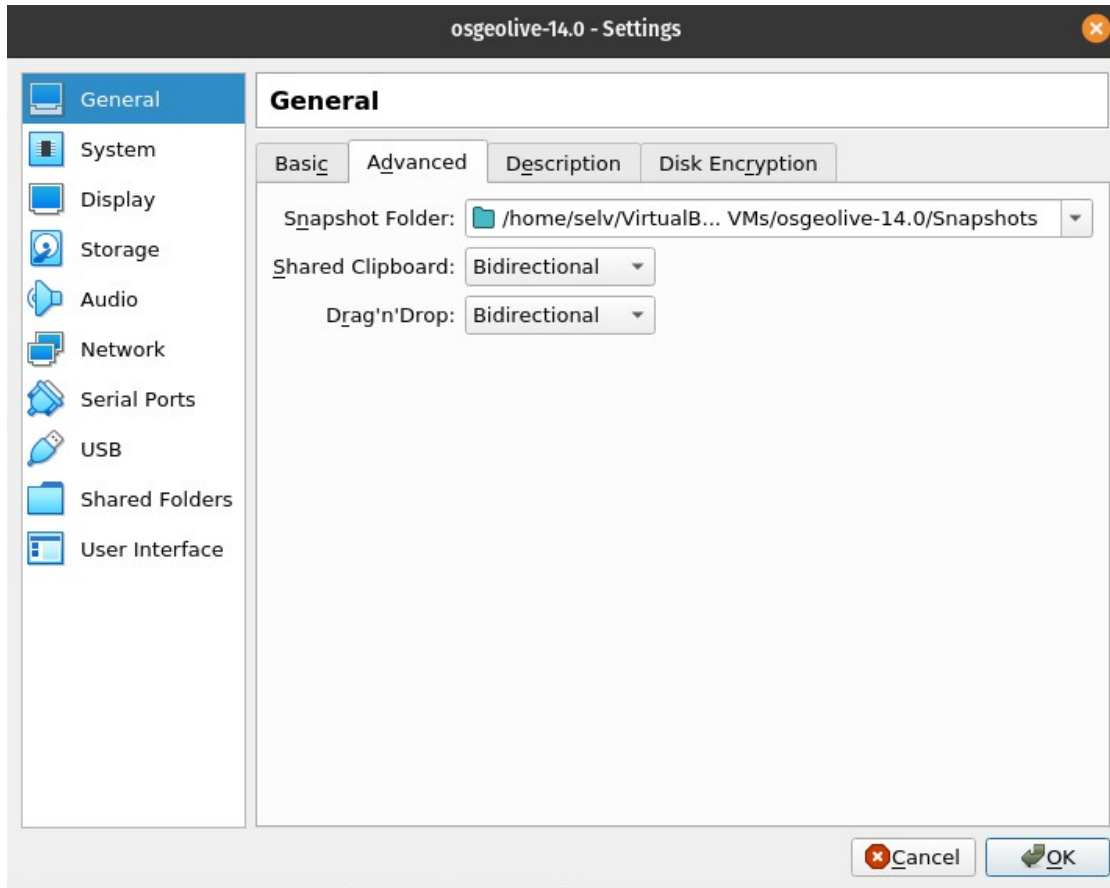 osgeolive-14.0 - Settings
General
System
Display
Storage
Audio
Network
Serial Ports
USB
Shared Folders
User Interface
General
Basic Advanced Description Disk Encryption
Snapshot Folder: /home/selv/VirtualB... VMs/osgeolive-14.0/Snapshots
Shared Clipboard: Bidirectional
Drag'n'Drop: Bidirectional
Cancel OK